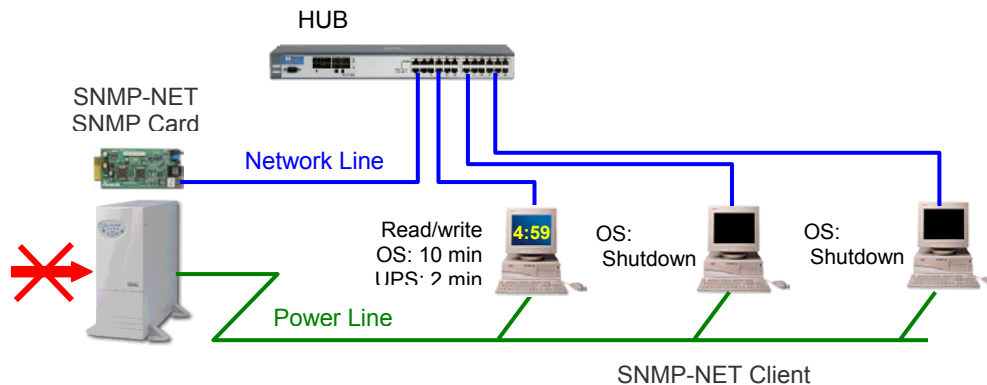 HUB
SNMP-NET
SNMP Card
Network Line
Read/write
OS: 10 min
UPS: 2 min
4:59
OS:
Shutdown
OS:
Shutdown
Power Line
SNMP-NET Client